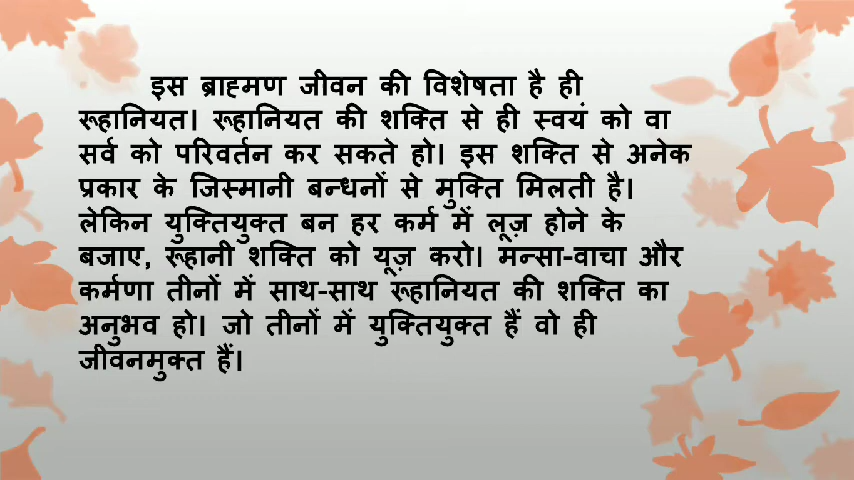 इस ब्राह्मण जीवन की विशेषता है ही
रूहानियत। रूहानियत की शक्ति से ही स्वयं को वा
सर्व को परिवर्तन कर सकते हो। इस शक्ति से अनेक
प्रकार के जिस्मानी बन्धनों से मुक्ति मिलती है।
लेकिन युक्तियुक्त बन हर कर्म में लूज़ होने के
बजाए, रूहानी शक्ति को यूज़ करो। मन्सा-वाचा और
कर्मणा तीनों में साथ-साथ रूहानियत की शक्ति का
अनुभव हो। जो तीनों में युक्तियुक्त हैं वो ही
जीवनमुक्त हैं।